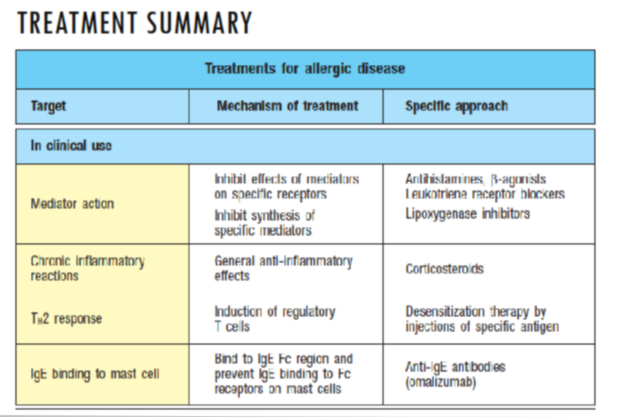 TREATMENT SUMMARY
Treatments for allergic disease
Target Mechanism of treatment Specific approach
In clinical use
Mediator action
Inhibit effects of mediators
on specific receptors
Inhibit synthesis of
specific mediators
Antihistamines, β-agonists
Leukotriene receptor blockers
Lipoxygenase inhibitors
Chronic inflammatory
reactions
General anti-inflammatory
effects
Corticosteroids
TH2 response
Induction of regulatory
T cells
Desensitization therapy by
injections of specific antigen
IgE binding to mast cell
Bind to IgE Fc region and
prevent IgE binding to Fc
receptors on mast cells
Anti-IgE antibodies
(omalizumab)